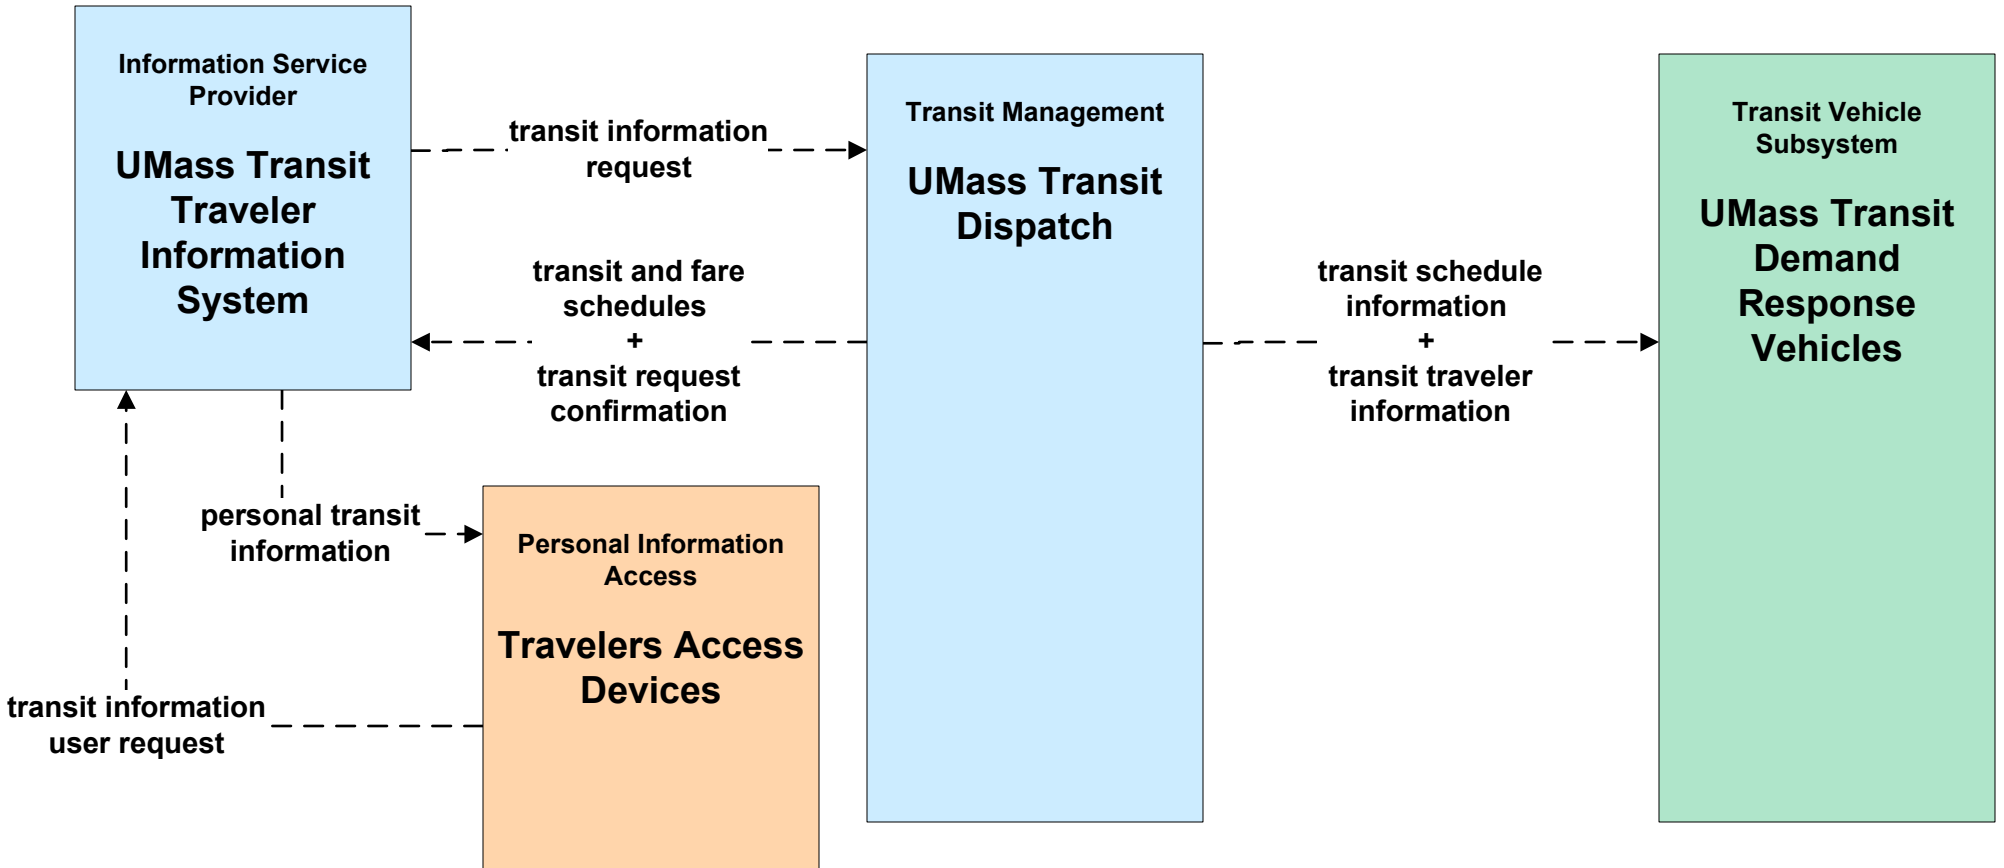 Information Service
Provider
UMass Transit
Traveler
Information
System
transit information
request
transit and fare
schedules
+
transit request
confirmation
Transit Management
UMass Transit
Dispatch
transit schedule
information
+
transit traveler
information
Transit Vehicle
Subsystem
UMass Transit
Demand
Response
Vehicles
personal transit
information
Personal Information
Access
Travelers Access
Devices
transit information
user request